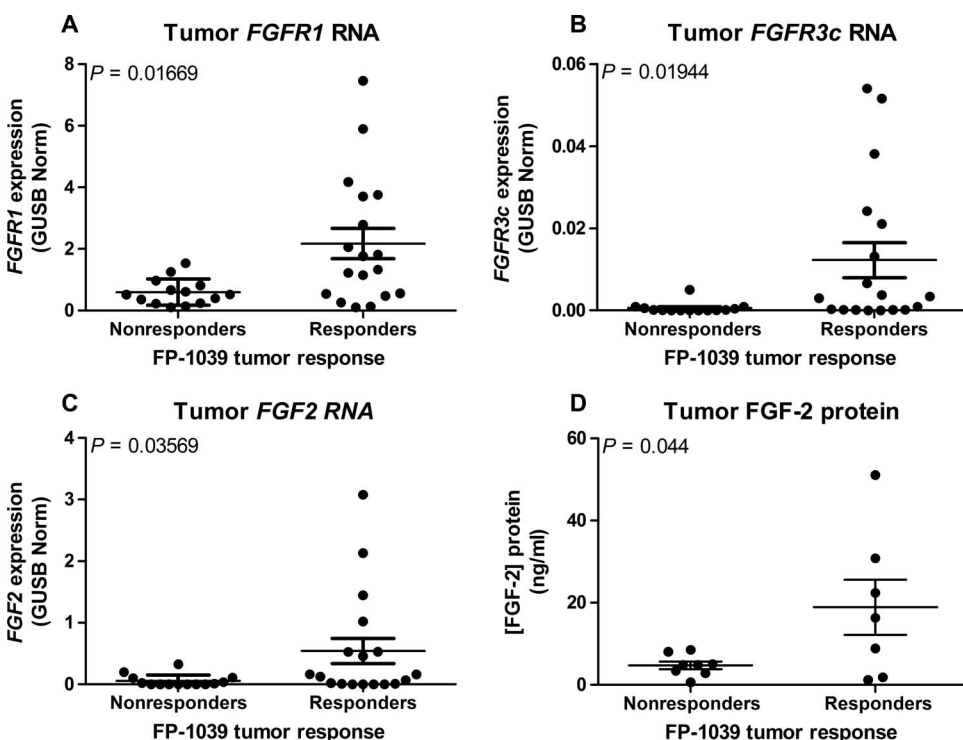 A
Tumor FGFR1 RNA
P = 0.01669
8
6
4
2
0
FGFR1 expression
(GUSB Norm)
Nonresponders
Responders
FP-1039 tumor response
B
Tumor FGFR3c RNA
P = 0.01944
0.06
0.04
0.02
0.00
FGFR3c expression
(GUSB Norm)
Nonresponders
Responders
FP-1039 tumor response
C
Tumor FGF2 RNA
P = 0.03569
4
3
2
1
0
FGF2 expression
(GUSB Norm)
Nonresponders
Responders
FP-1039 tumor response
D
Tumor FGF-2 protein
P = 0.044
60
40
20
0
[FGF-2] protein
(ng/ml)
Nonresponders
Responders
FP-1039 tumor response